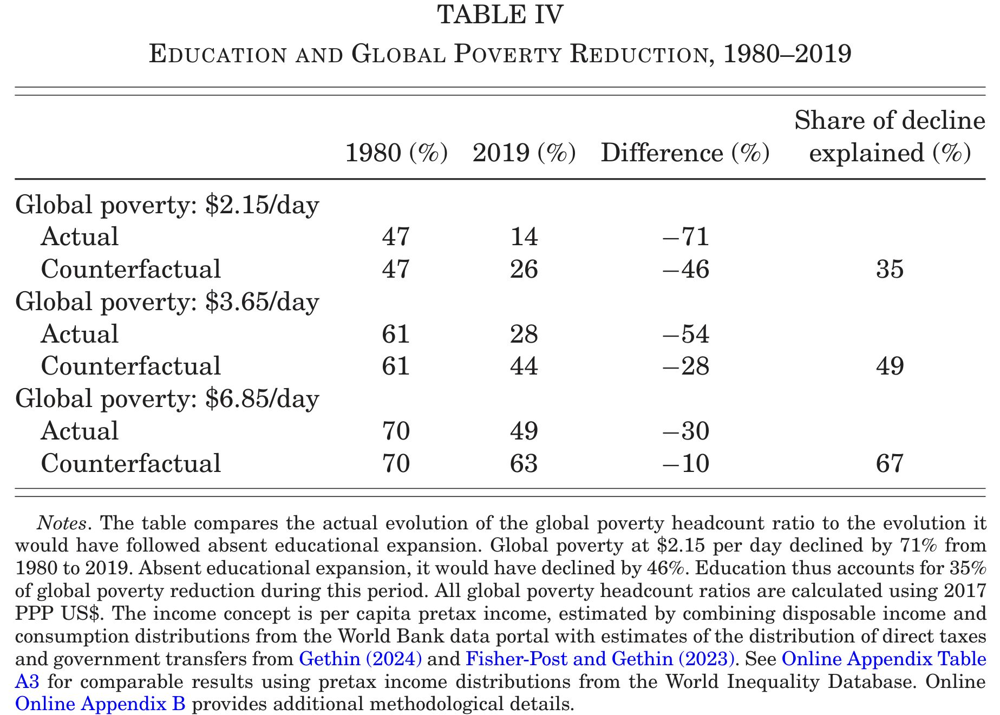 TABLE IV
EDUCATION AND GLOBAL POVERTY REDUCTION, 1980–2019
Share of decline
1980 (%) 2019 (%) Difference (%) explained (%)
Global poverty: $2.15/day
Actual 47 14 −71
Counterfactual 47 26 −46 35
Global poverty: $3.65/day
Actual 61 28 −54
Counterfactual 61 44 −28 49
Global poverty: $6.85/day
Actual 70 49 −30
Counterfactual 70 63 −10 67
Notes. The table compares the actual evolution of the global poverty headcount ratio to the evolution it
would have followed absent educational expansion. Global poverty at $2.15 per day declined by 71% from
1980 to 2019. Absent educational expansion, it would have declined by 46%. Education thus accounts for 35%
of global poverty reduction during this period. All global poverty headcount ratios are calculated using 2017
PPP US$. The income concept is per capita pretax income, estimated by combining disposable income and
consumption distributions from the World Bank data portal with estimates of the distribution of direct taxes
and government transfers from Gethin (2024) and Fisher-Post and Gethin (2023). See Online Appendix Table
A3 for comparable results using pretax income distributions from the World Inequality Database. Online
Online Appendix B provides additional methodological details.